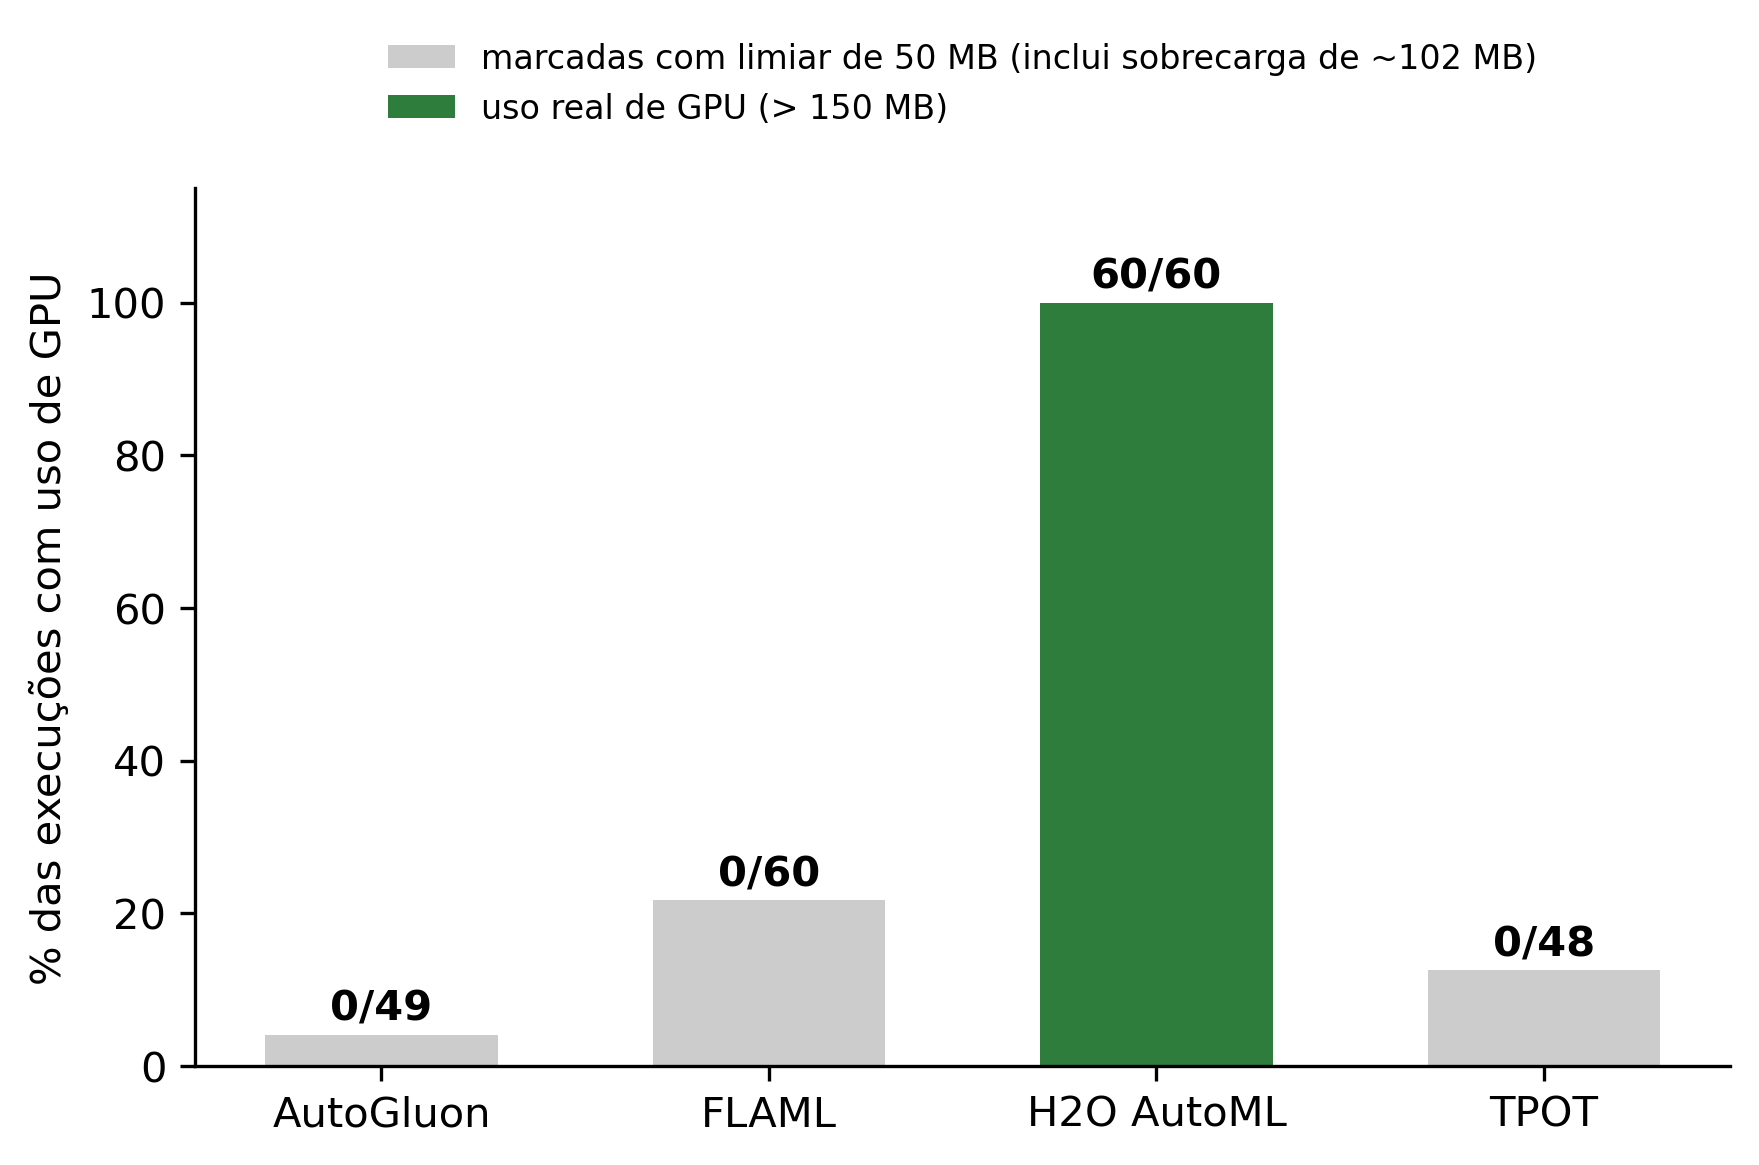 marcadas com limiar de 50 MB (inclui sobrecarga de ~102 MB)
uso real de GPU (> 150 MB)
% das execuções com uso de GPU
100
80
60
40
20
0
0/49
0/60
60/60
0/48
AutoGluon
FLAML
H2O AutoML
TPOT